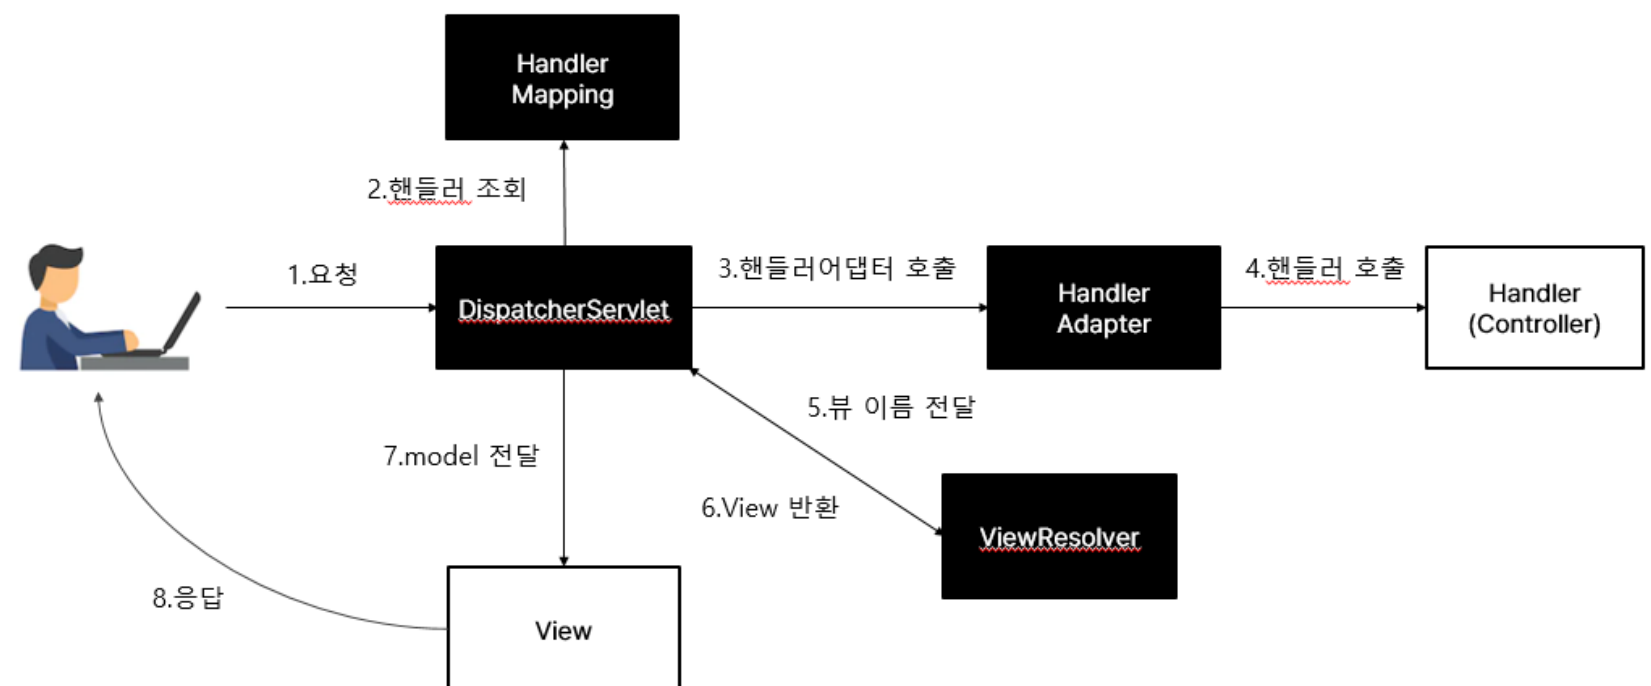 Handler
Mapping
2.핸들러 조회
1.요청
DispatcherServlet
3.핸들러어댑터 호출
Handler
Adapter
4.핸들러 호출
Handler
(Controller)
5.뷰 이름 전달
7.model 전달
6.View 반환
ViewResolver
8.응답
View